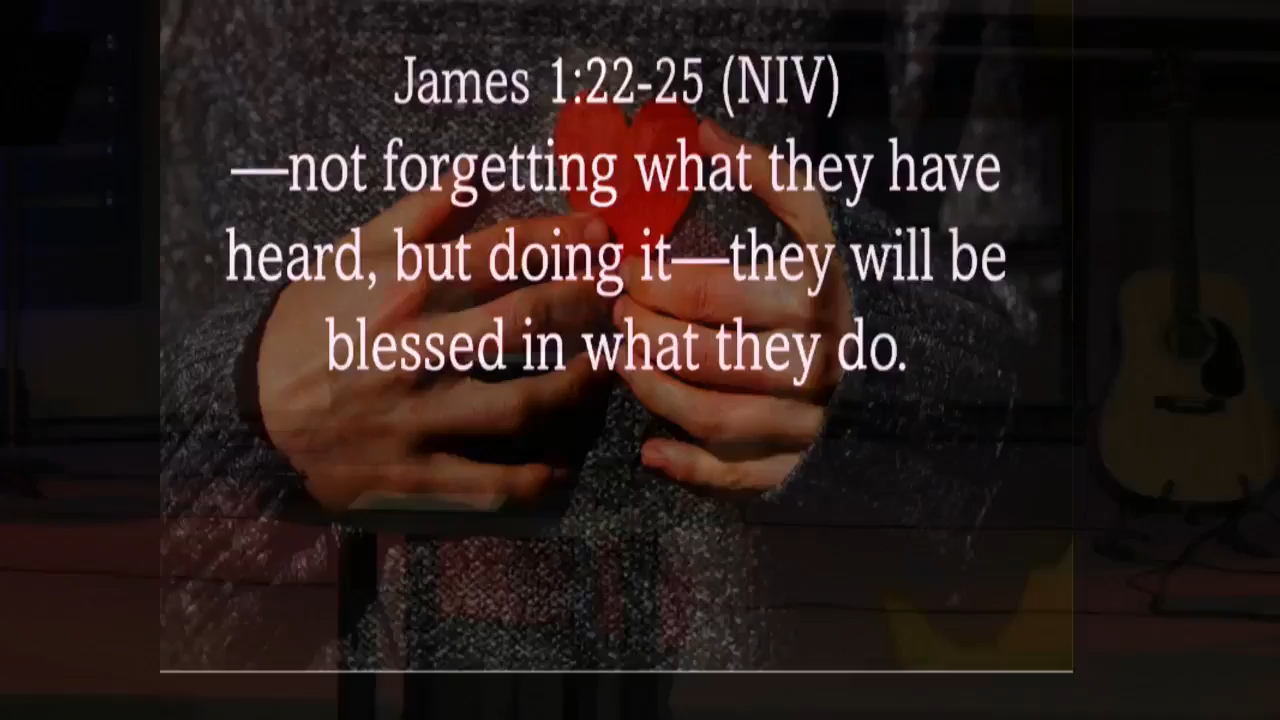 James 1:22-25 (NIV)
—not forgetting what they have
heard, but doing it—they will be
blessed in what they do.